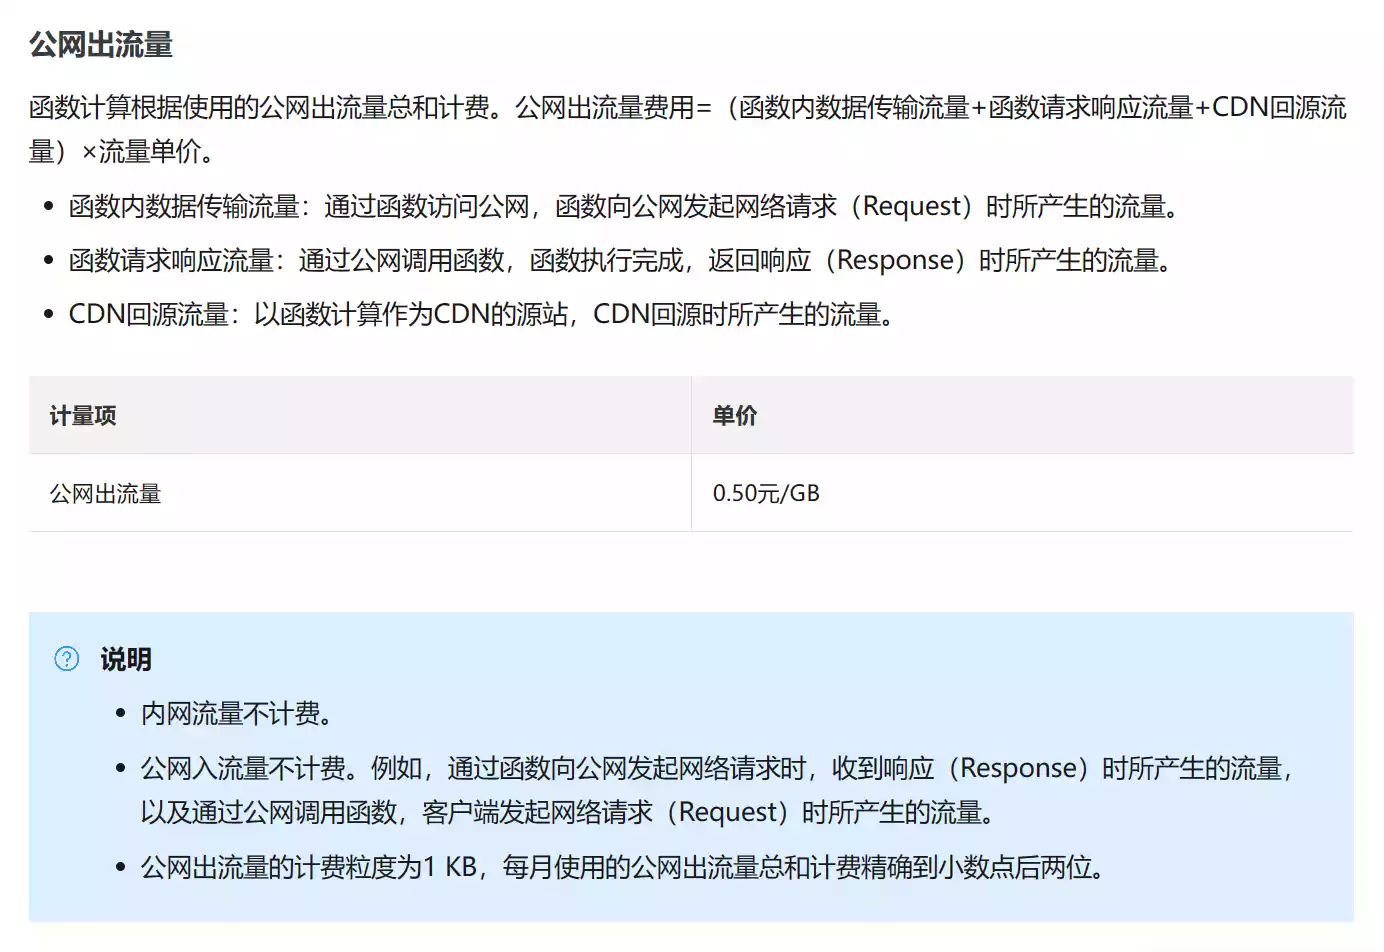 公网出流量
函数计算根据使用的公网出流量总和计费。公网出流量费用=（函数内数据传输流量+函数请求响应流量+CDN回源流
量）×流量单价。
• 函数内数据传输流量：通过函数访问公网，函数向公网发起网络请求（Request）时所产生的流量。
• 函数请求响应流量：通过公网调用函数，函数执行完成，返回响应（Response）时所产生的流量。
• CDN回源流量：以函数计算作为CDN的源站，CDN回源时所产生的流量。
计量项 单价
公网出流量 0.50元/GB
说明
• 内网流量不计费。
• 公网入流量不计费。例如，通过函数向公网发起网络请求时，收到响应（Response）时所产生的流量，
以及通过公网调用函数，客户端发起网络请求（Request）时所产生的流量。
• 公网出流量的计费粒度为1 KB，每月使用的公网出流量总和计费精确到小数点后两位。